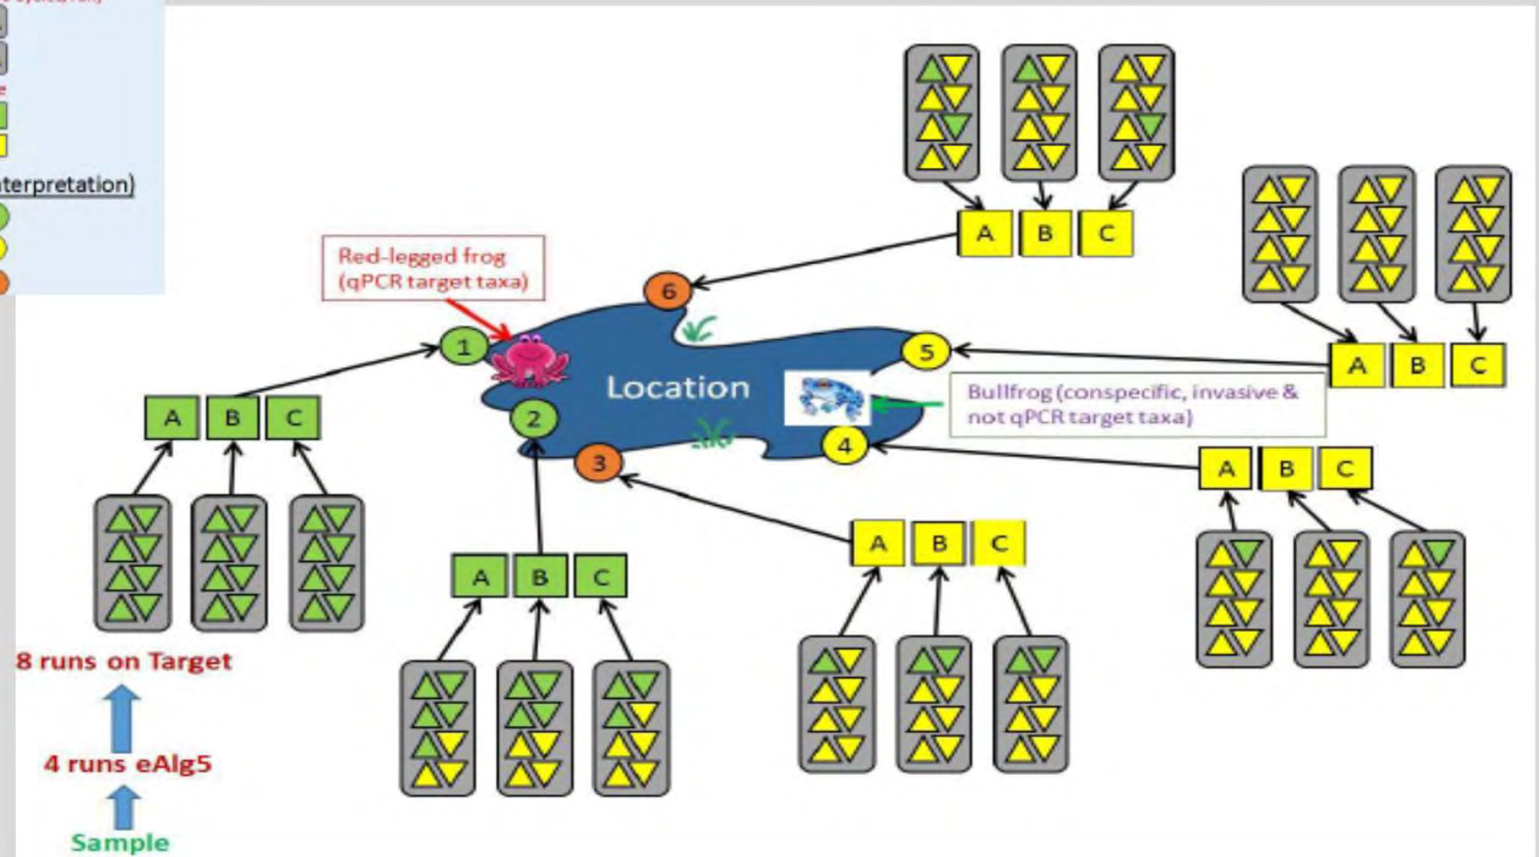 Red-legged frog
(qPCR target taxa)
6
A B C
1
5
A B C
Location
Bullfrog (conspecific, invasive &
not qPCR target taxa)
A B C
2
4
3
A B C
A B C
A B C
8 runs on Target
4 runs eAlg5
Sample